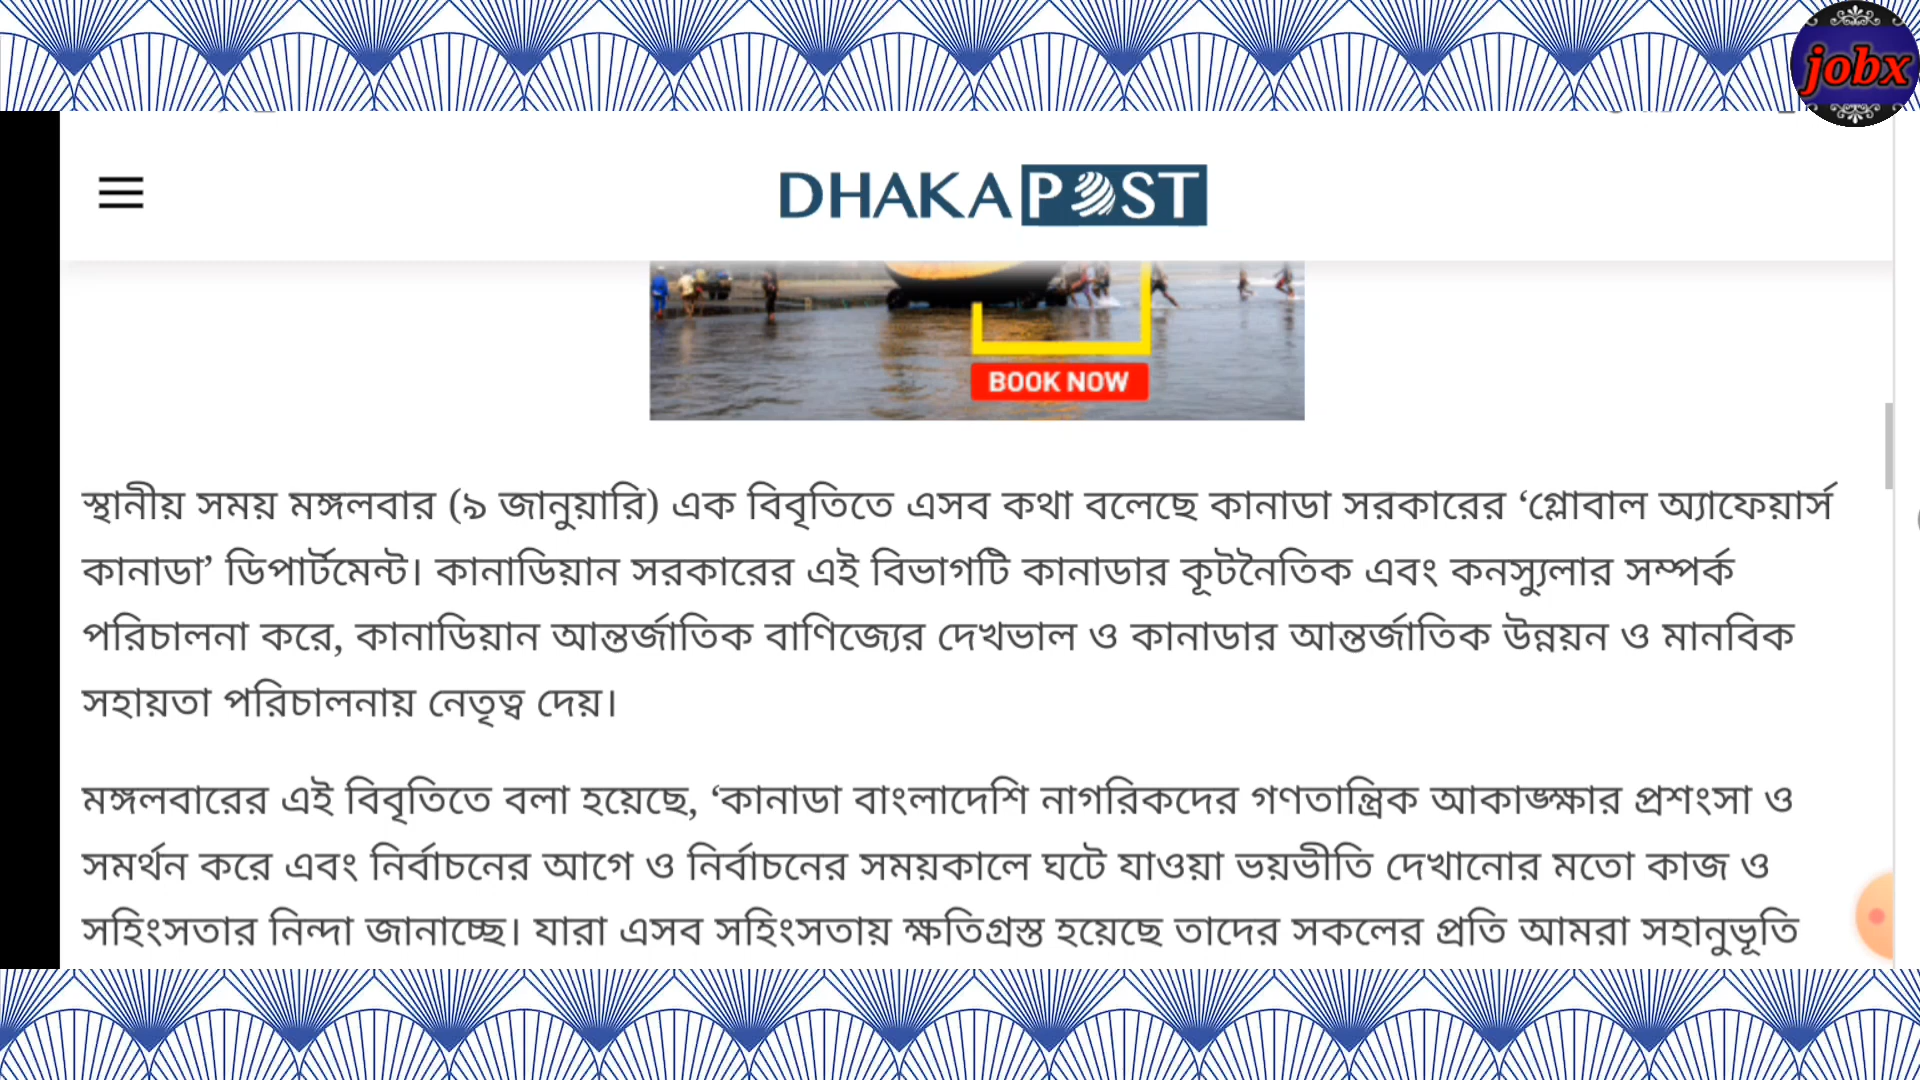 jobx
DHAKA POST
BOOK NOW
স্থানীয় সময় মঙ্গলবার (৯ জানুয়ারি) এক বিবৃতিতে এসব কথা বলেছে কানাডা সরকারের ‘গ্লোবাল অ্যাফেয়ার্স
কানাডা’ ডিপার্টমেন্ট। কানাডিয়ান সরকারের এই বিভাগটি কানাডার কূটনৈতিক এবং কনস্যুলার সম্পর্ক
পরিচালনা করে, কানাডিয়ান আন্তর্জাতিক বাণিজ্যের দেখভাল ও কানাডার আন্তর্জাতিক উন্নয়ন ও মানবিক
সহায়তা পরিচালনায় নেতৃত্ব দেয়।
মঙ্গলবারের এই বিবৃতিতে বলা হয়েছে, ‘কানাডা বাংলাদেশি নাগরিকদের গণতান্ত্রিক আকাঙ্ক্ষার প্রশংসা ও
সমর্থন করে এবং নির্বাচনের আগে ও নির্বাচনের সময়কালে ঘটে যাওয়া ভয়ভীতি দেখানোর মতো কাজ ও
সহিংসতার নিন্দা জানাচ্ছে। যারা এসব সহিংসতায় ক্ষতিগ্রস্ত হয়েছে তাদের সকলের প্রতি আমরা সহানুভূতি